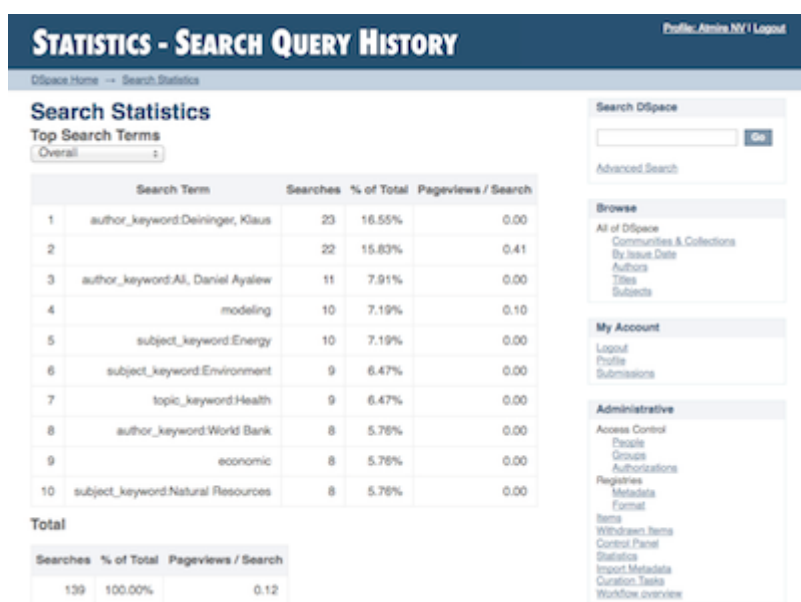 STATISTICS - SEARCH QUERY HISTORY
Profile: Atmire NV | Logout
DSpace Home → Search Statistics
Search Statistics
Top Search Terms
Overall
Search Term Searches % of Total Pageviews / Search
1 author_keyword:Deininger, Klaus 23 16.55% 0.00
2 22 15.83% 0.41
3 author_keyword:Ali, Daniel Ayalew 11 7.91% 0.00
4 modeling 10 7.19% 0.10
5 subject_keyword:Energy 10 7.19% 0.00
6 subject_keyword:Environment 9 6.47% 0.00
7 topic_keyword:Health 9 6.47% 0.00
8 author_keyword:World Bank 8 5.76% 0.00
9 economic 8 5.76% 0.00
10 subject_keyword:Natural Resources 8 5.76% 0.00
Total
Searches % of Total Pageviews / Search
139 100.00% 0.12
Search DSpace
Go
Advanced Search
Browse
All of DSpace
Communities & Collections
By Issue Date
Authors
Titles
Subjects
My Account
Logout
Profile
Submissions
Administrative
Access Control
People
Groups
Authorizations
Registries
Metadata
Format
Items
Withdrawn Items
Control Panel
Statistics
Import Metadata
Curation Tasks
Workflow overview